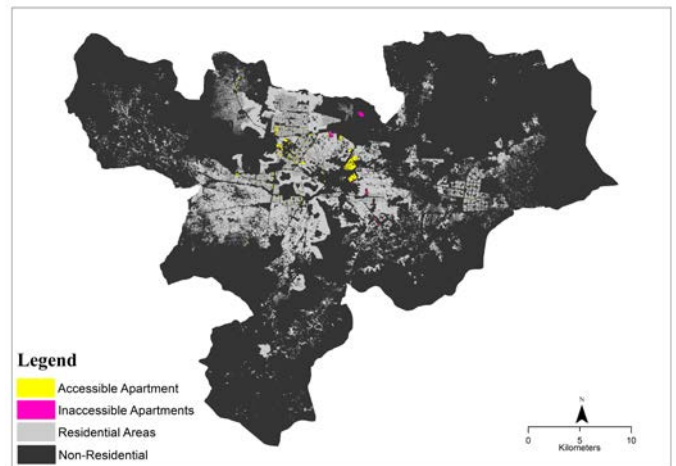 Legend
Accessible Apartment
Inaccessible Apartments
Residential Areas
Non-Residential
N
0 5 10
Kilometers